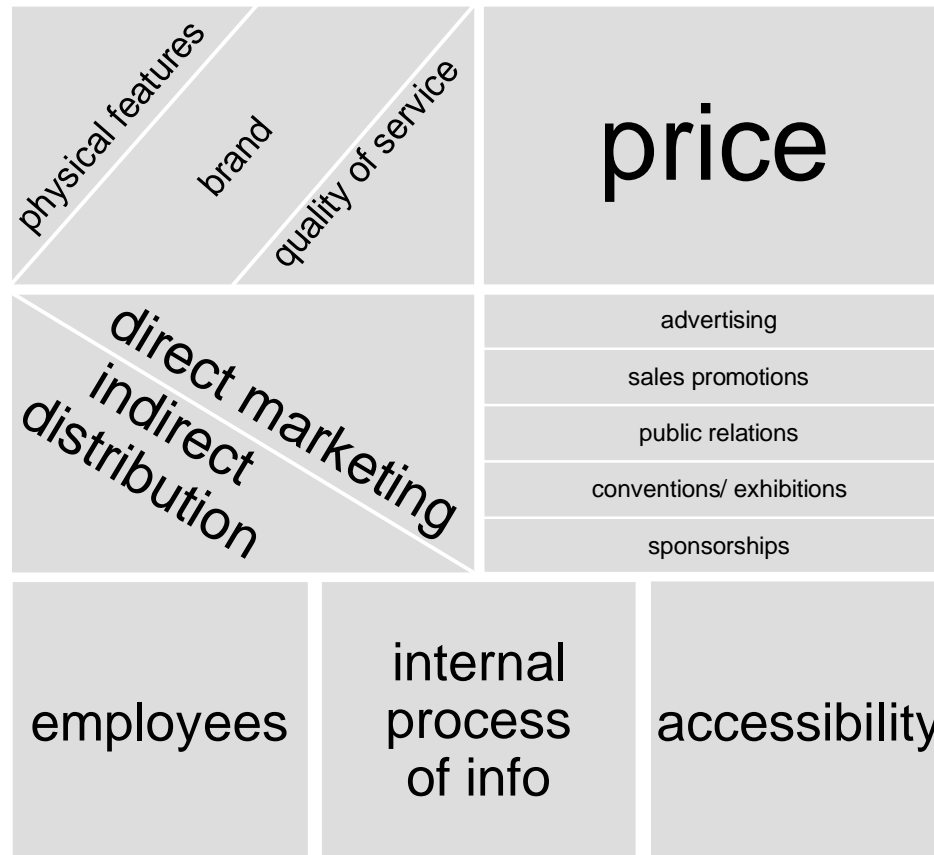 physical features
brand
quality of service
price
direct marketing
indirect
distribution
advertising
sales promotions
public relations
conventions/ exhibitions
sponsorships
employees
internal
process
of info
accessibility